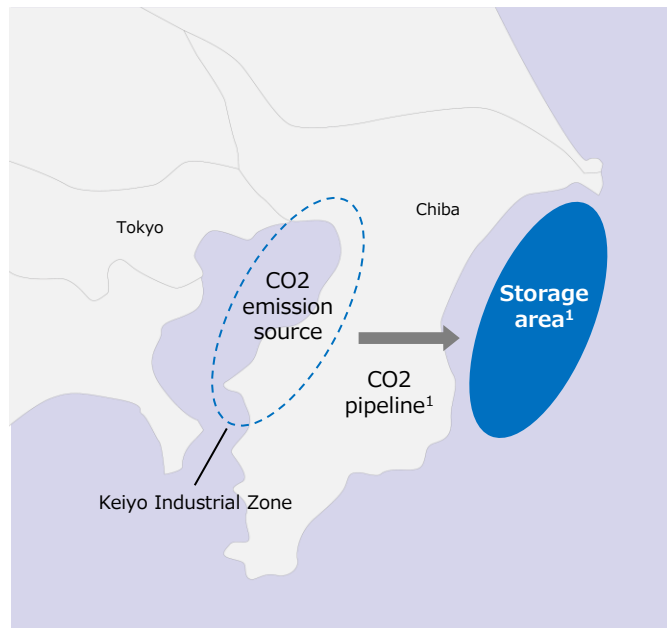 Tokyo
Chiba
CO2
emission
source
Storage
area¹
CO2
pipeline¹
Keiyo Industrial Zone